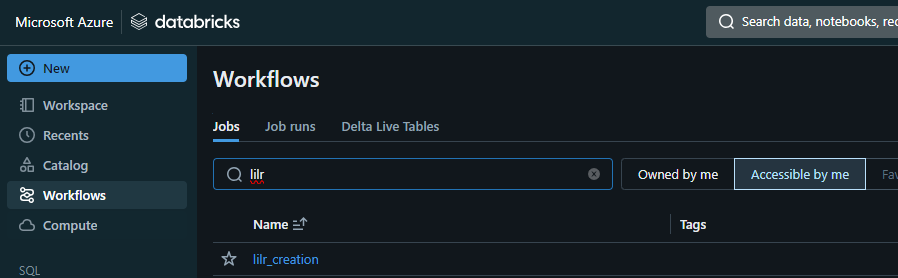 Microsoft Azure databricks Search data, notebooks, rec
New
Workspace
Recents
Catalog
Workflows
Compute
SQL
Workflows
Jobs Job runs Delta Live Tables
lilr Owned by me Accessible by me Fav
Name Tags
lilr_creation